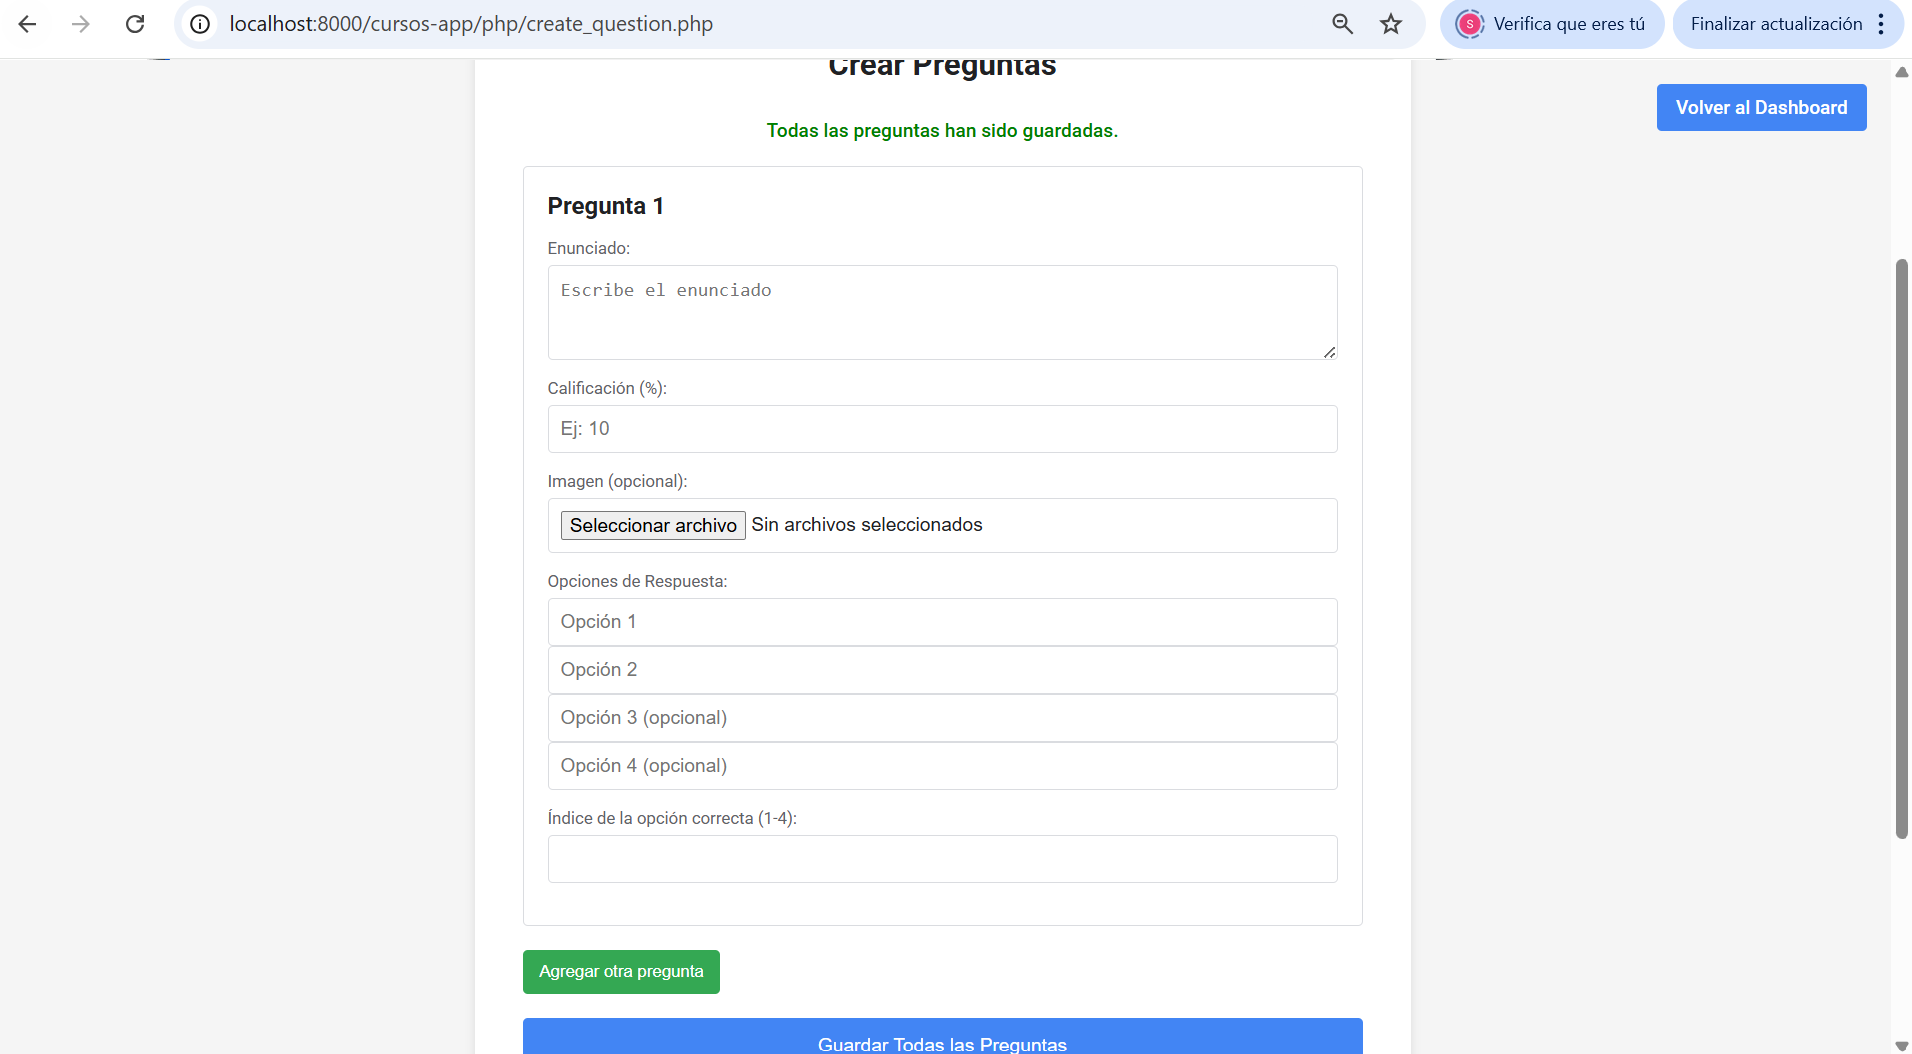 localhost:8000/cursos-app/php/create_question.php
S
Verifica que eres tú
Finalizar actualización
Crear Preguntas
Volver al Dashboard
Todas las preguntas han sido guardadas.
Pregunta 1
Enunciado:
Escribe el enunciado
Calificación (%):
Ej: 10
Imagen (opcional):
Seleccionar archivo Sin archivos seleccionados
Opciones de Respuesta:
Opción 1
Opción 2
Opción 3 (opcional)
Opción 4 (opcional)
Índice de la opción correcta (1-4):
Agregar otra pregunta
Guardar Todas las Preguntas